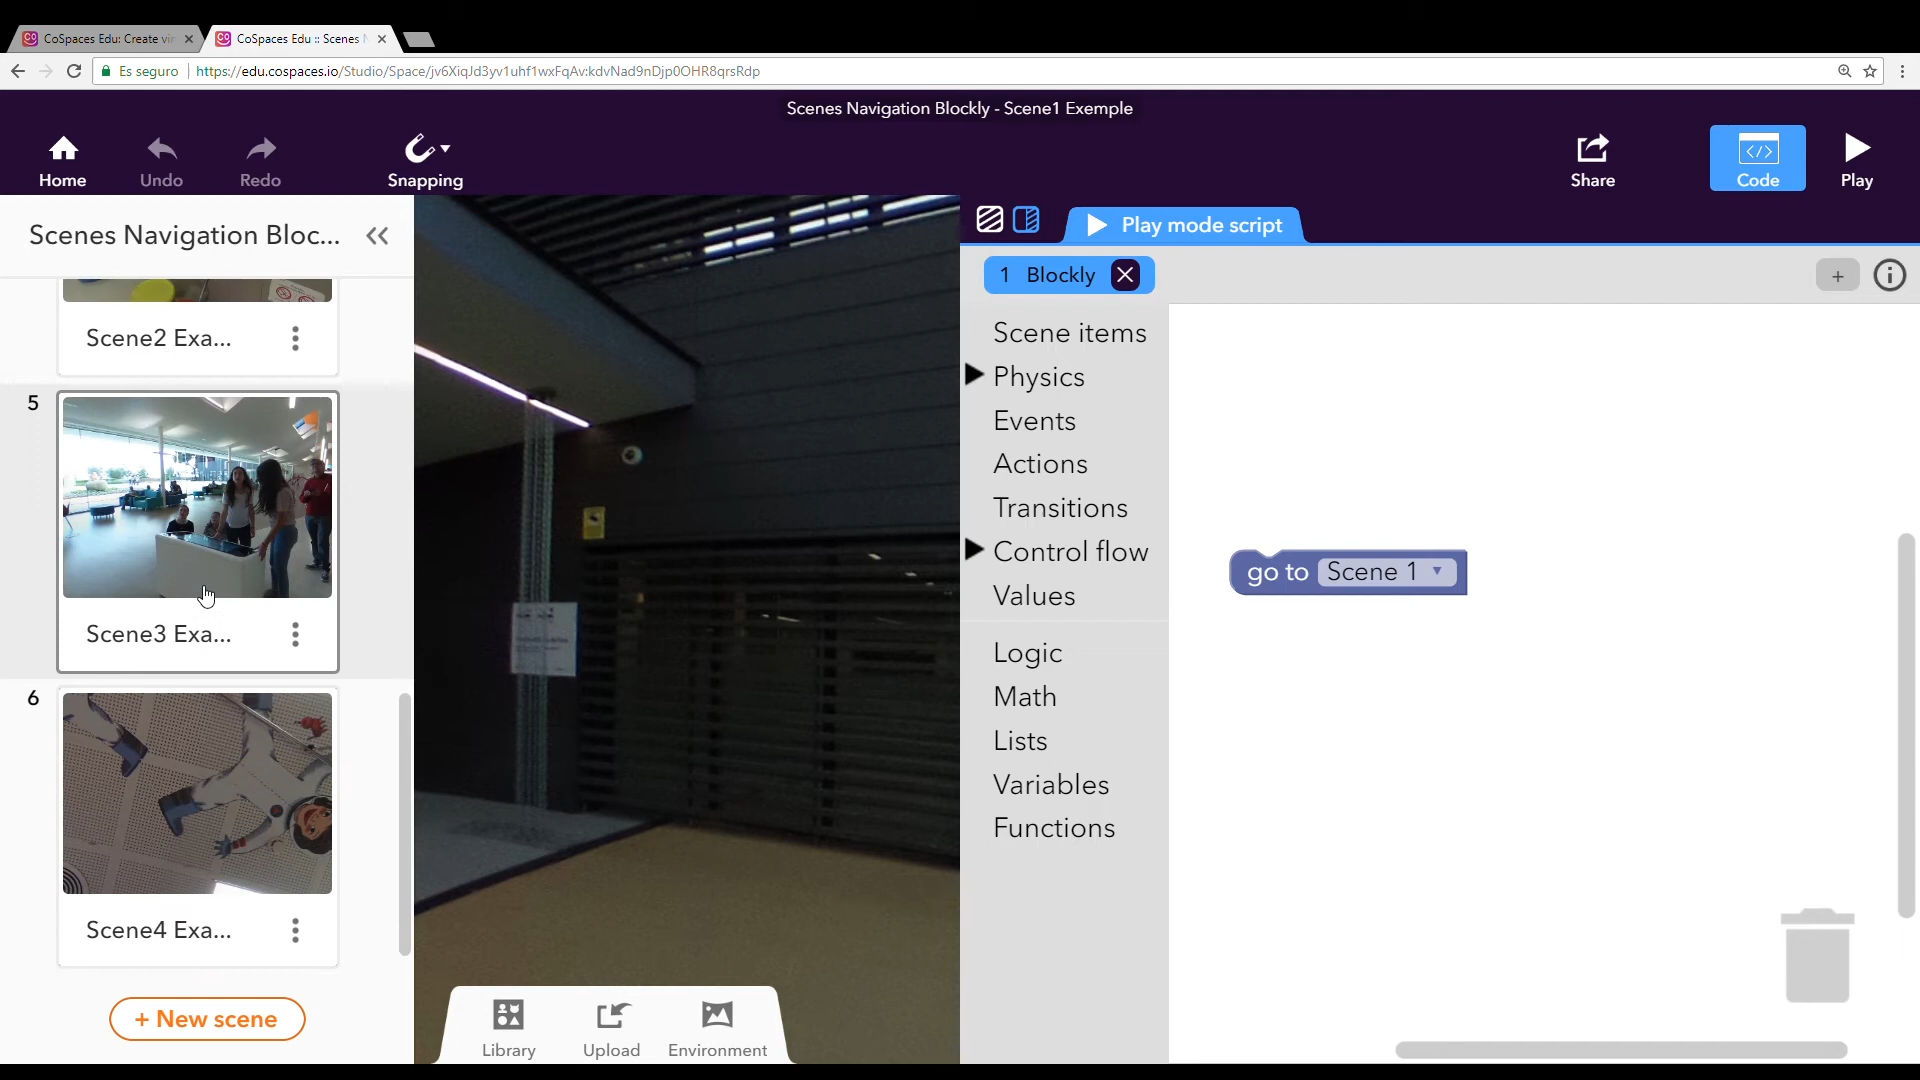 CoSpaces Edu: Create vir
CoSpaces Edu :: Scenes N
Es seguro
https://edu.cospaces.io/Studio/Space/jv6XiqJd3yv1uhf1wxFqAv:kdvNad9nDjp0OHR8qrsRdp
Scenes Navigation Blockly - Scene1 Exemple
Home
Undo
Redo
Snapping
Share
Code
Play
Scenes Navigation Bloc...
Scene2 Exa...
5
Scene3 Exa...
6
Scene4 Exa...
+ New scene
Library
Upload
Environment
Play mode script
1 Blockly
Scene items
Physics
Events
Actions
Transitions
Control flow
Values
Logic
Math
Lists
Variables
Functions
go to Scene 1